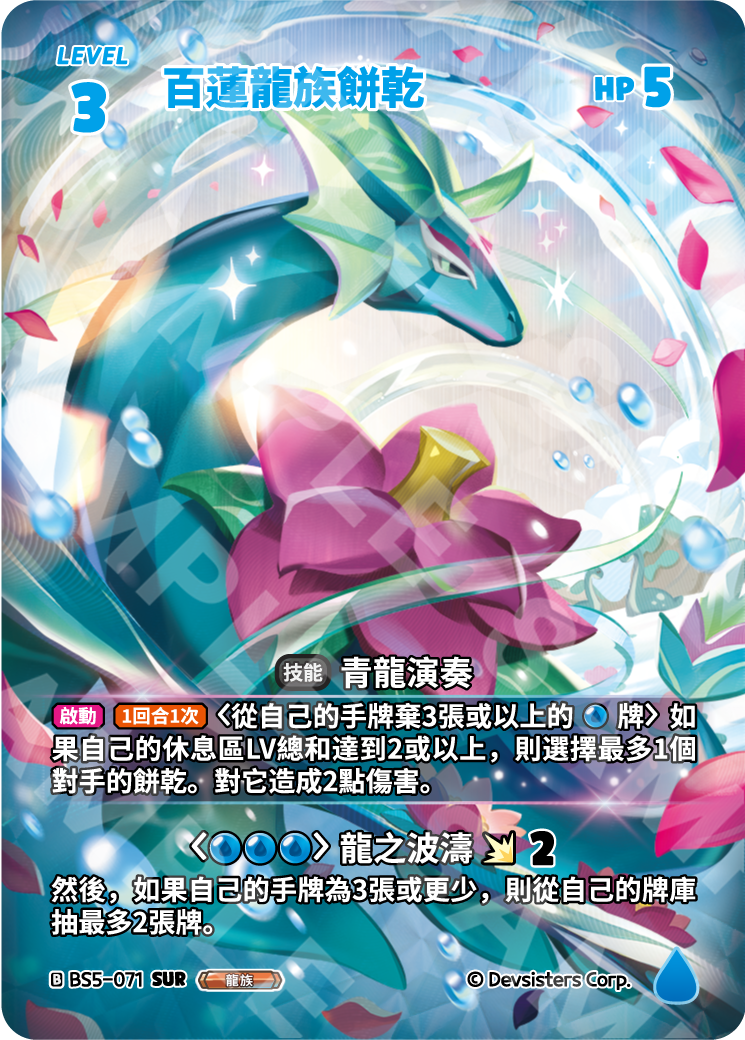 LEVEL
3
百蓮龍族餅乾
HP 5
技能 青龍演奏
啟動 1回合1次 〈從自己的手牌棄3張或以上的 牌〉如
果自己的休息區LV總和達到2或以上，則選擇最多1個
對手的餅乾。對它造成2點傷害。
〈 〉龍之波濤 2
然後，如果自己的手牌為3張或更少，則從自己的牌庫
抽最多2張牌。
B BS5-071 SUR 龍族
© Devsisters Corp.
SAMPLE